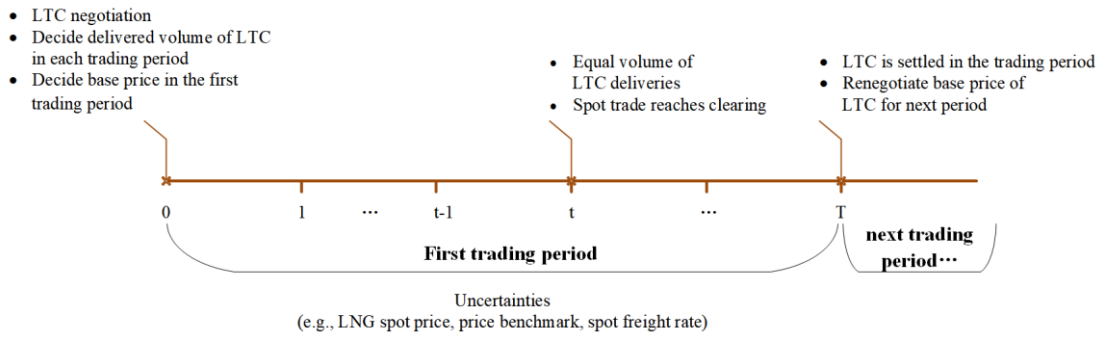 • LTC negotiation
• Decide delivered volume of LTC
in each trading period
• Decide base price in the first
trading period
• Equal volume of
LTC deliveries
• Spot trade reaches clearing
• LTC is settled in the trading period
• Renegotiate base price of
LTC for next period
0 1 ··· t-1 t ··· T
First trading period
next trading
period···
Uncertainties
(e.g., LNG spot price, price benchmark, spot freight rate)